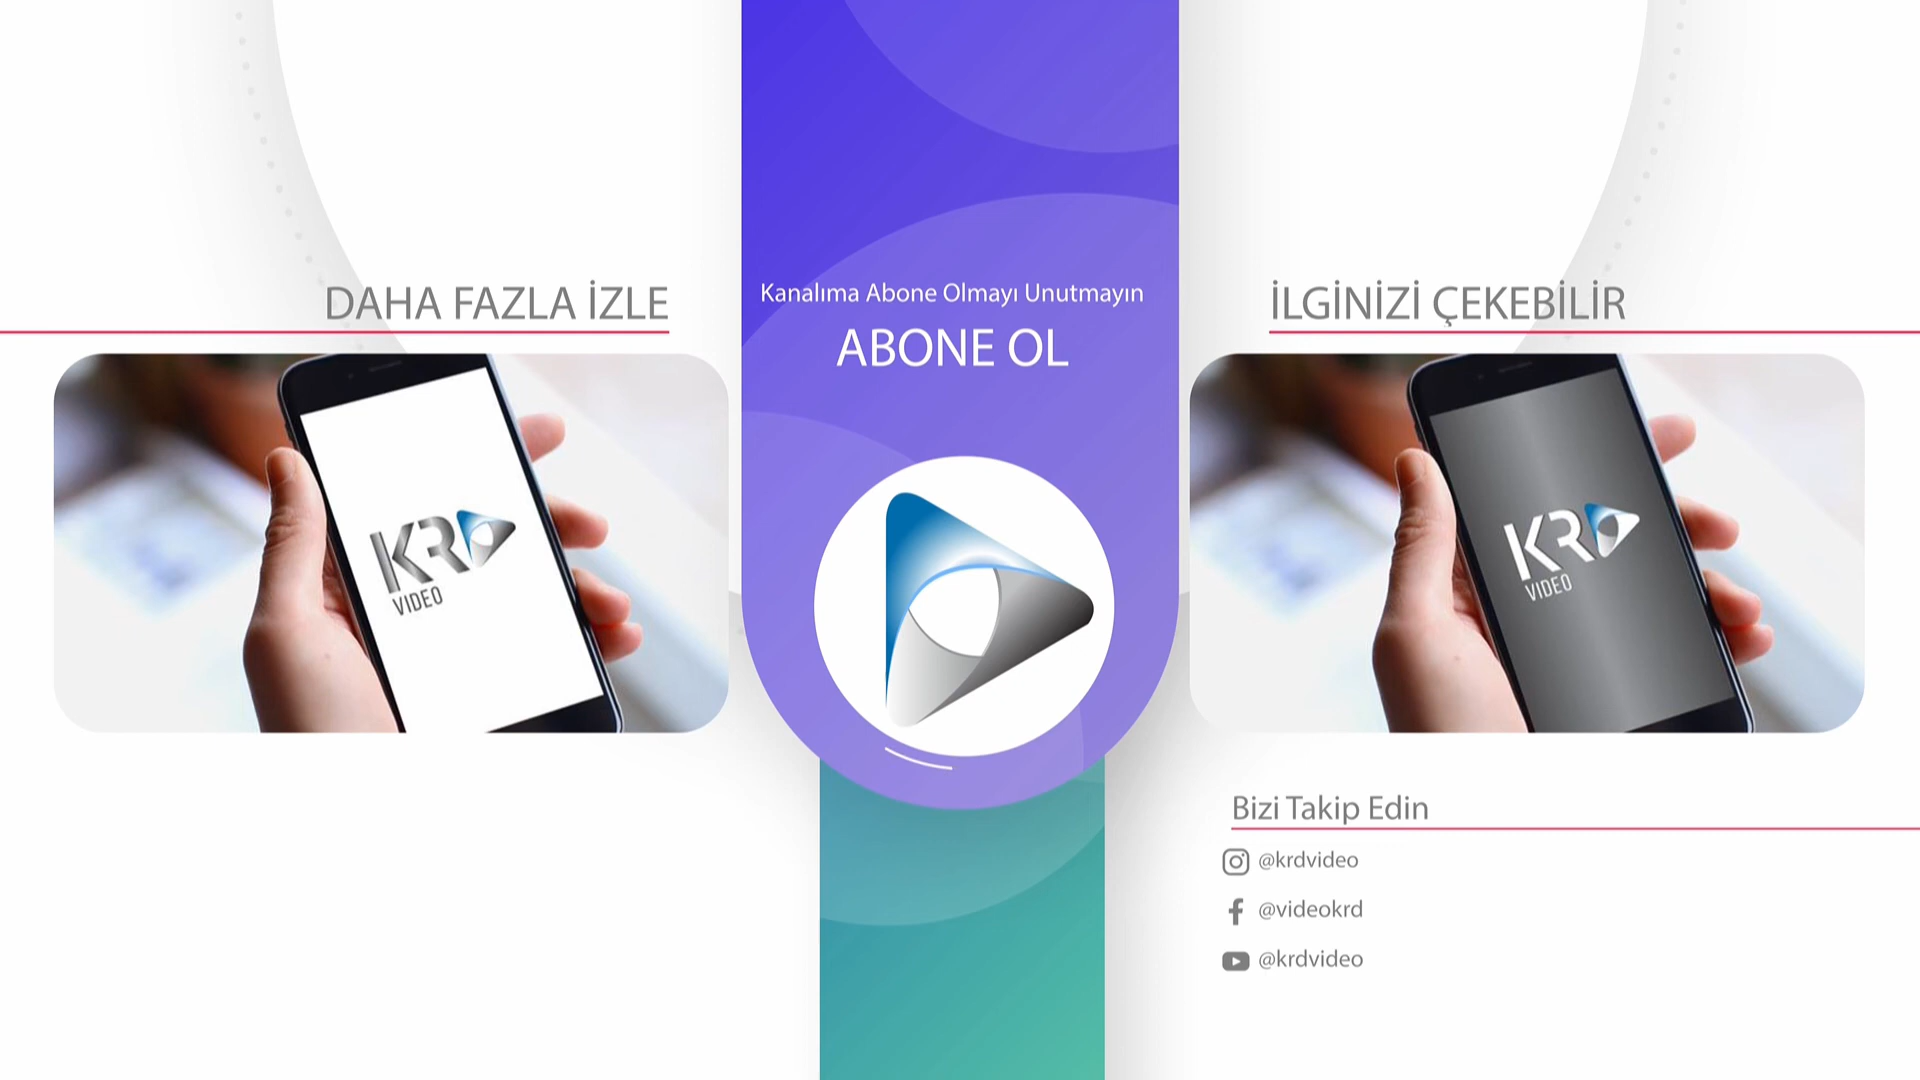 DAHA FAZLA İZLE
KRD
VIDEO
Kanalıma Abone Olmayı Unutmayın
ABONE OL
İLGİNİZİ ÇEKEBİLİR
KRD
VIDEO
Bizi Takip Edin
@krdvideo
@videokrd
@krdvideo